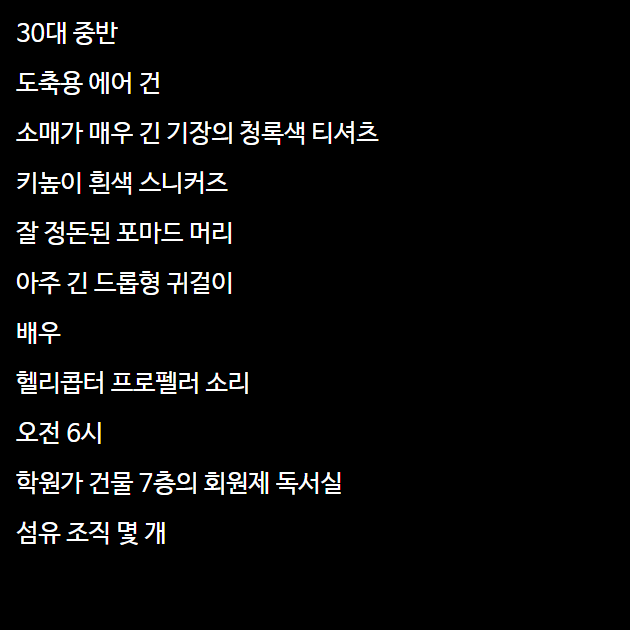 30대 중반
도축용 에어 건
소매가 매우 긴 기장의 청록색 티셔츠
키높이 흰색 스니커즈
잘 정돈된 포마드 머리
아주 긴 드롭형 귀걸이
배우
헬리콥터 프로펠러 소리
오전 6시
학원가 건물 7층의 회원제 독서실
섬유 조직 몇 개